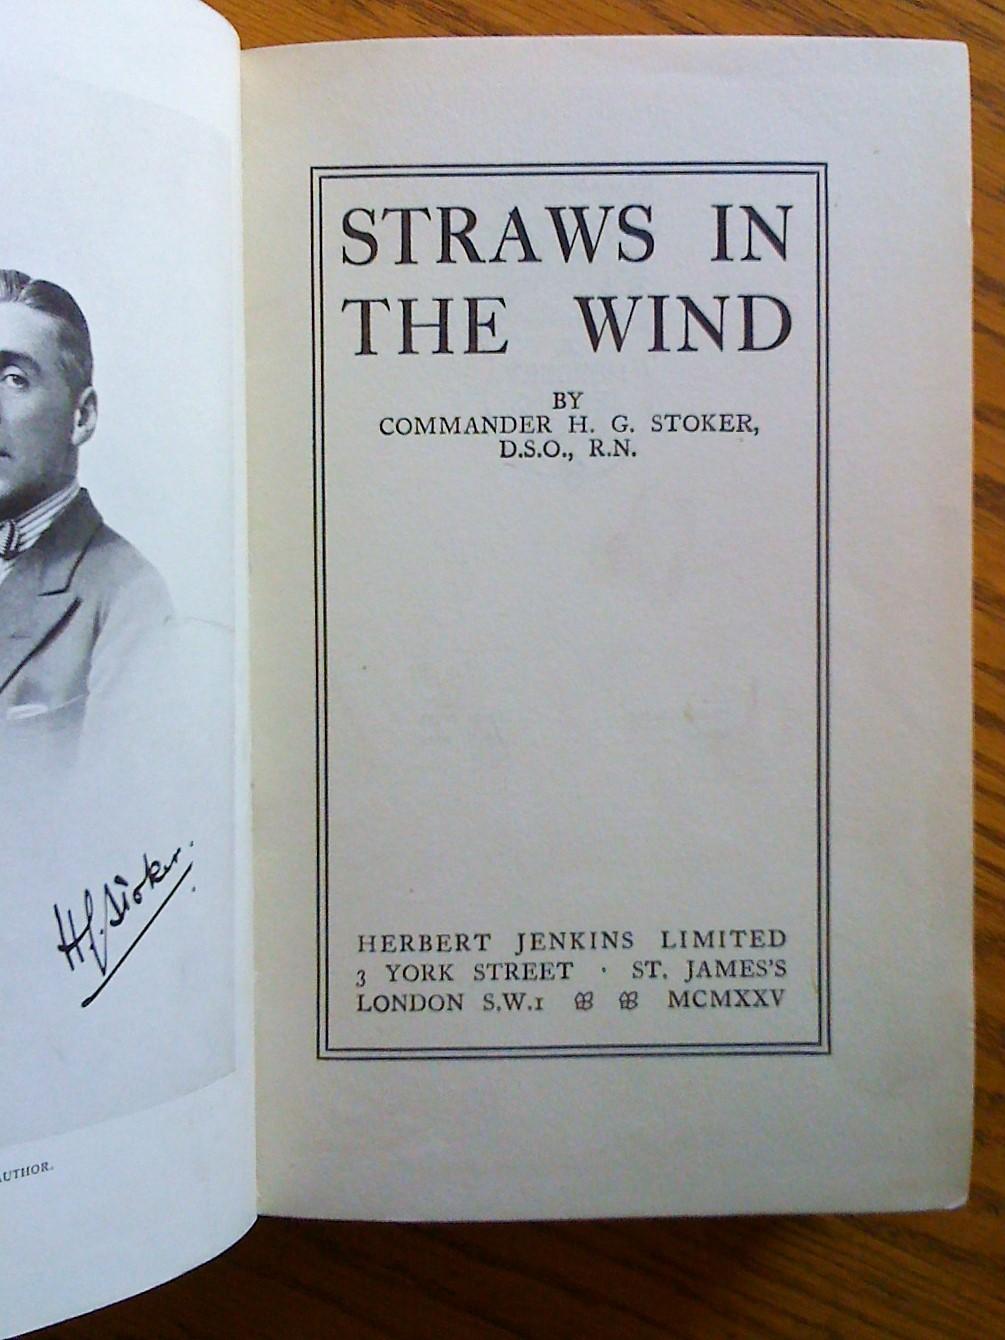 STRAWS IN
THE WIND
BY
COMMANDER H. G. STOKER,
D.S.O., R.N.
HERBERT JENKINS LIMITED
3 YORK STREET · ST. JAMES'S
LONDON S.W.1 MCMXXV
HG. Stoker.
AUTHOR.